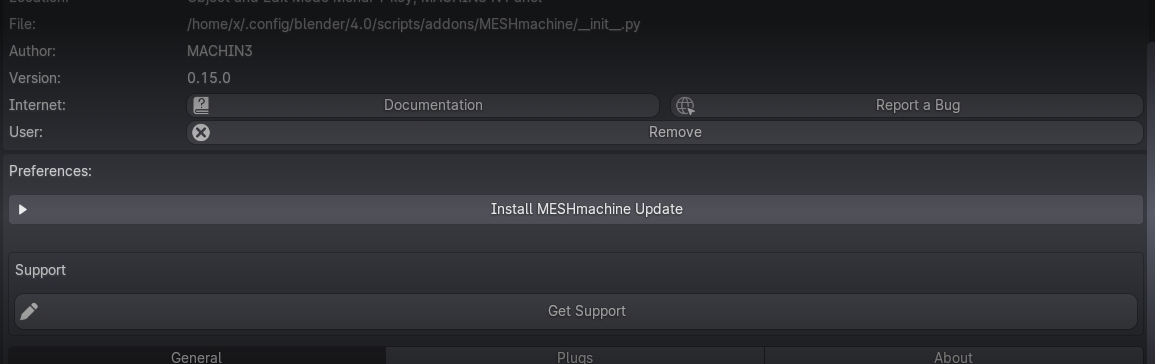 File: /home/x/.config/blender/4.0/scripts/addons/MESHmachine/__init__.py
Author: MACHIN3
Version: 0.15.0
Internet: Documentation Report a Bug
User: Remove
Preferences:
Install MESHmachine Update
Support
Get Support
General Plugs About